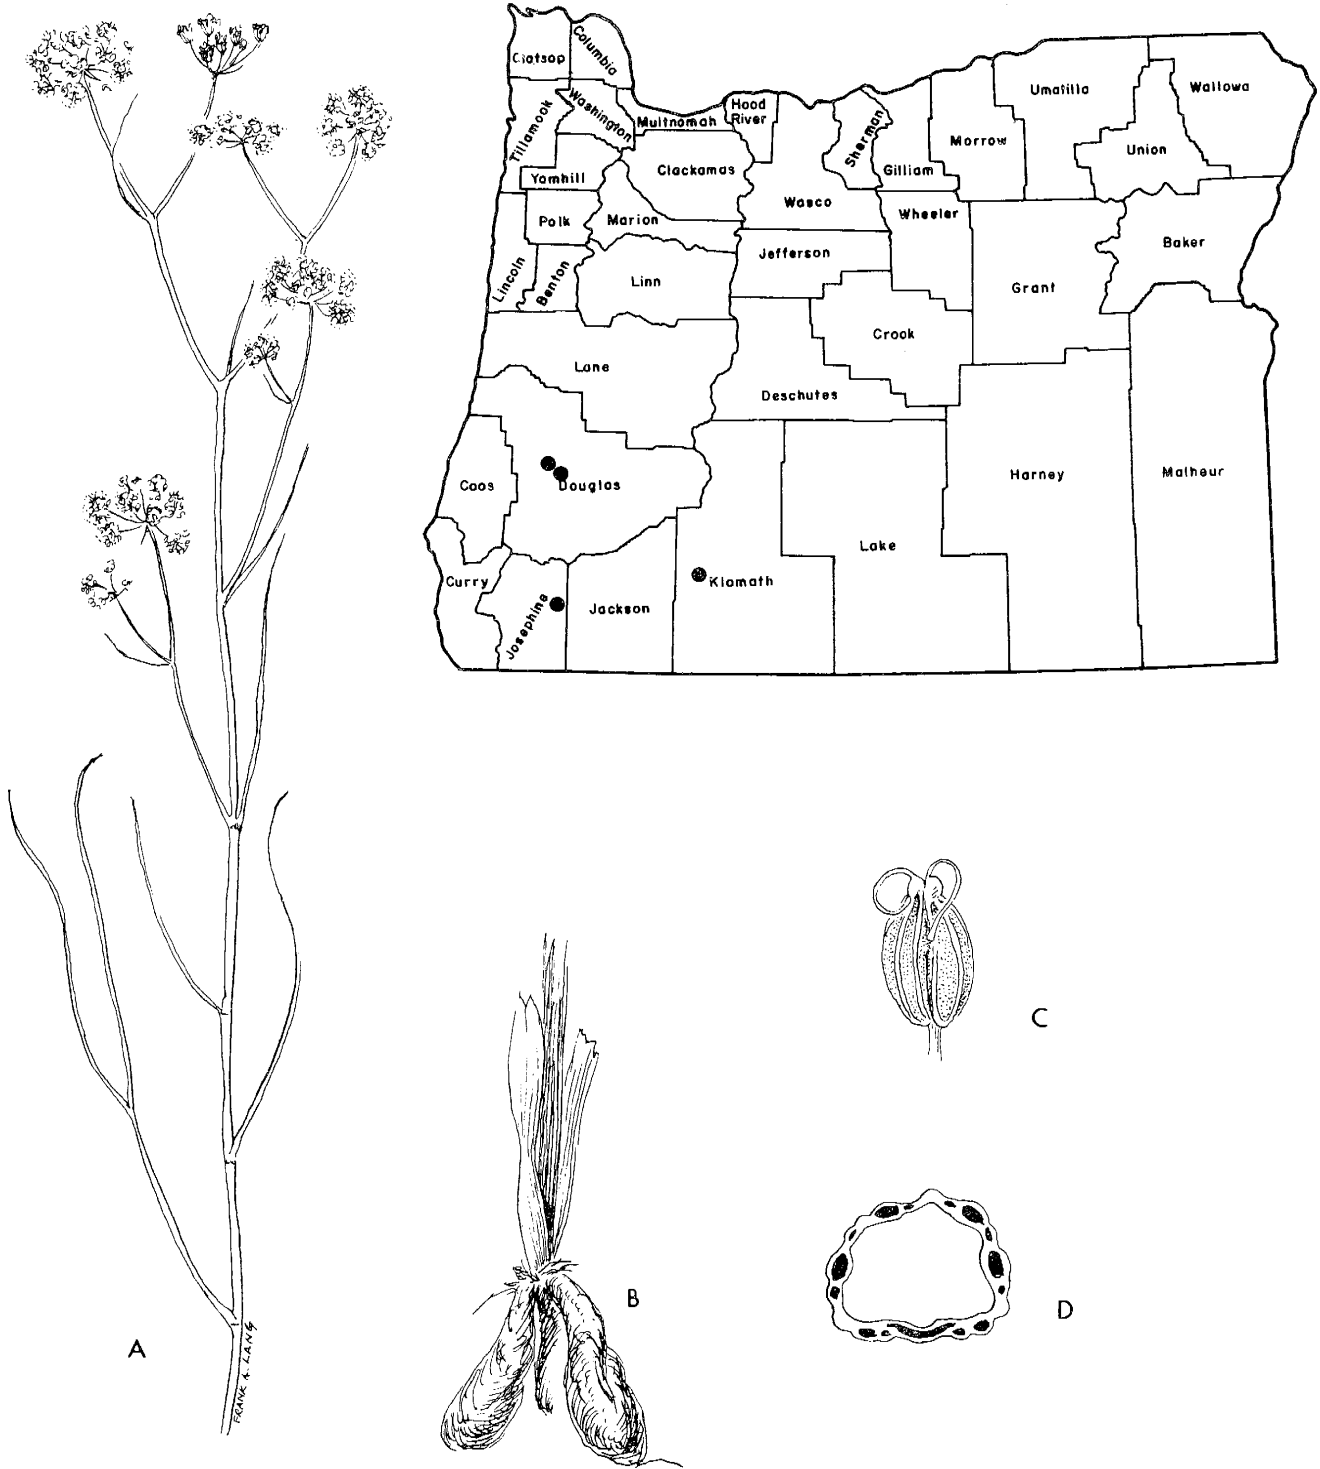 Clatsop
Columbia
Tillamook
Washington
Multnomah
Hood
River
Sherman
Gilliam
Morrow
Umatilla
Union
Wallowa
Yamhill
Clackamas
Wasco
Wheeler
Polk
Marion
Jefferson
Grant
Baker
Lincoln
Benton
Linn
Crook
Lane
Deschutes
Coos
Douglas
Harney
Malheur
Lake
Curry
Josephine
Jackson
Klamath
C
B
D
A
FRANK A. LANG